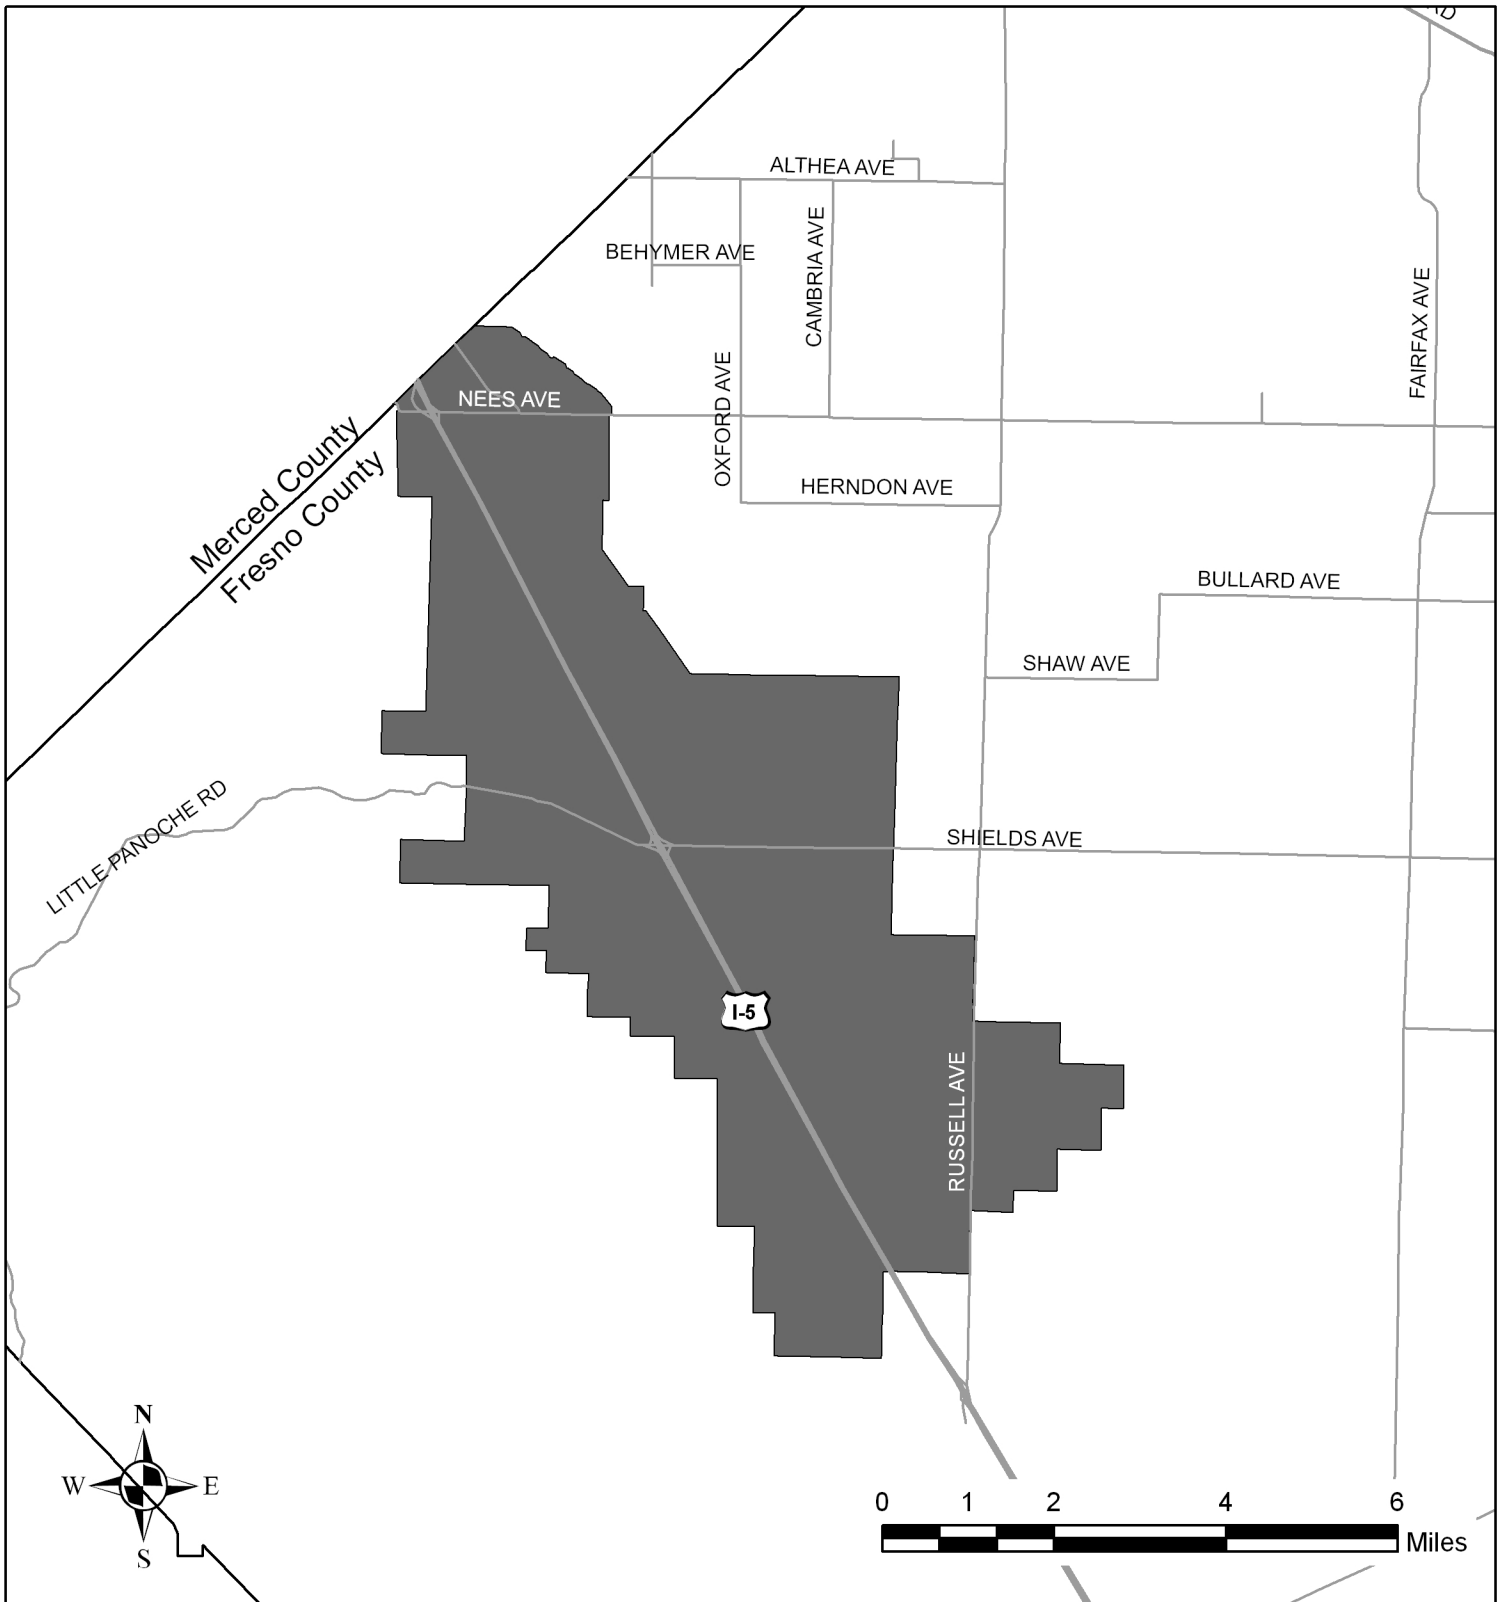 ALTHEA AVE
BEHYMER AVE
CAMBRIA AVE
FAIRFAX AVE
OXFORD AVE
NEES AVE
Merced County
Fresno County
HERNDON AVE
BULLARD AVE
SHAW AVE
LITTLE PANOCHE RD
SHIELDS AVE
I-5
RUSSELL AVE
N
W E
S
0 1 2 4 6
Miles